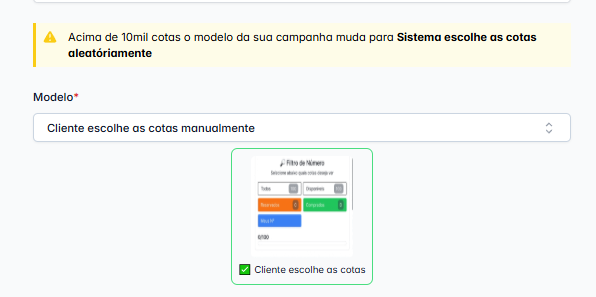 Acima de 10mil cotas o modelo da sua campanha muda para Sistema escolhe as cotas
aleatóriamente
Modelo*
Cliente escolhe as cotas manualmente
Filtro de Número
Selecione abaixo quais cotas deseja ver
Todos
Disponíveis
Reservados
Comprados
Meus Nº
0/100
Cliente escolhe as cotas